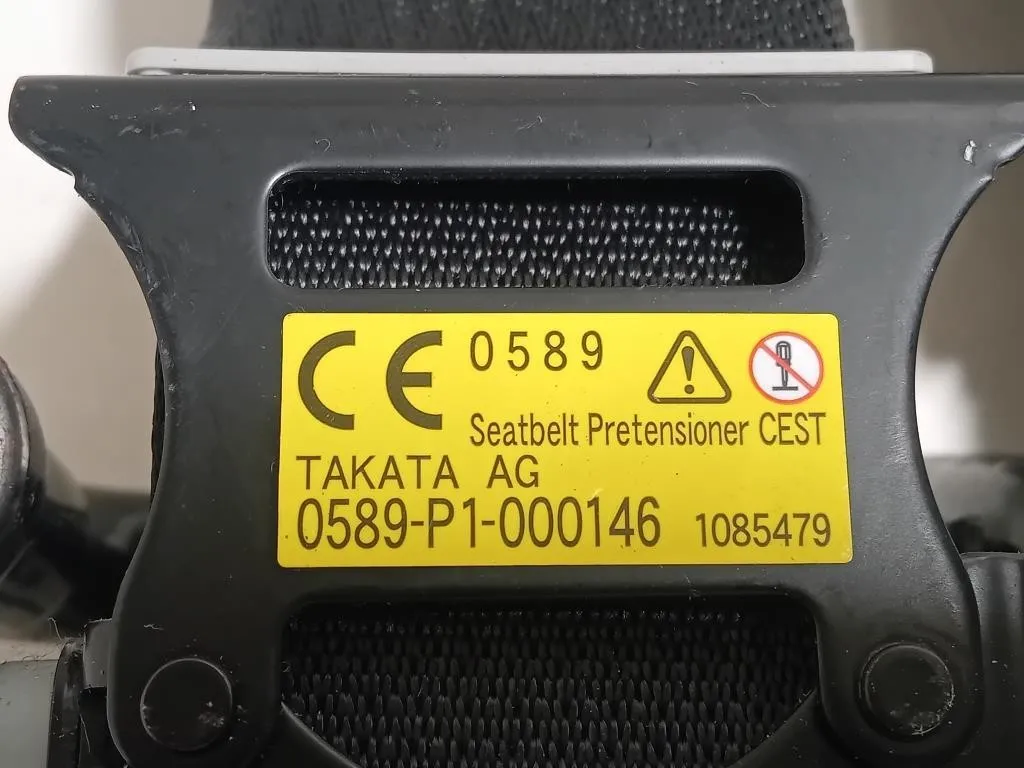 CE 0589
Seatbelt Pretensioner CEST
TAKATA AG
0589-P1-000146 1085479